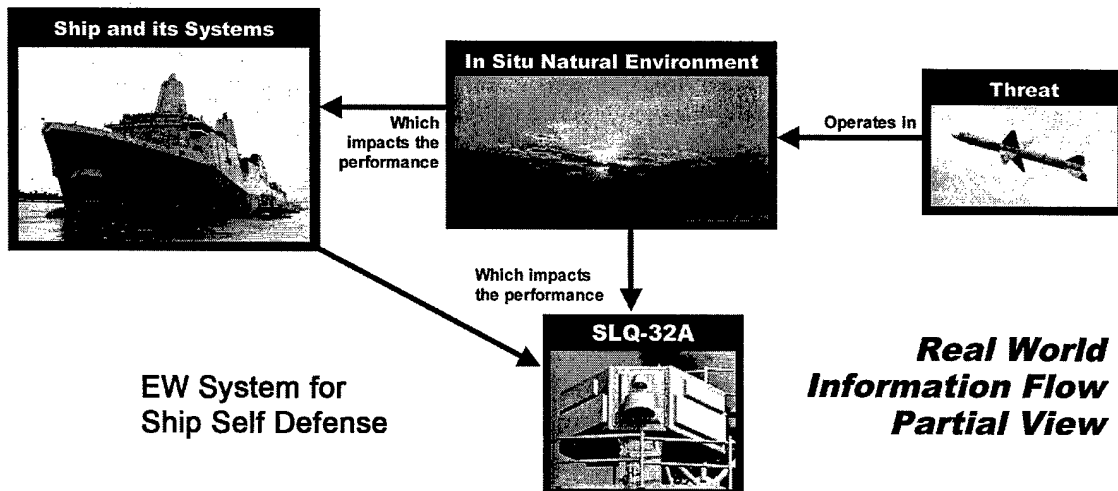 Ship and its Systems
In Situ Natural Environment
Threat
Which
impacts the
performance
Operates in
Which impacts
the performance
SLQ-32A
EW System for
Ship Self Defense
Real World
Information Flow
Partial View